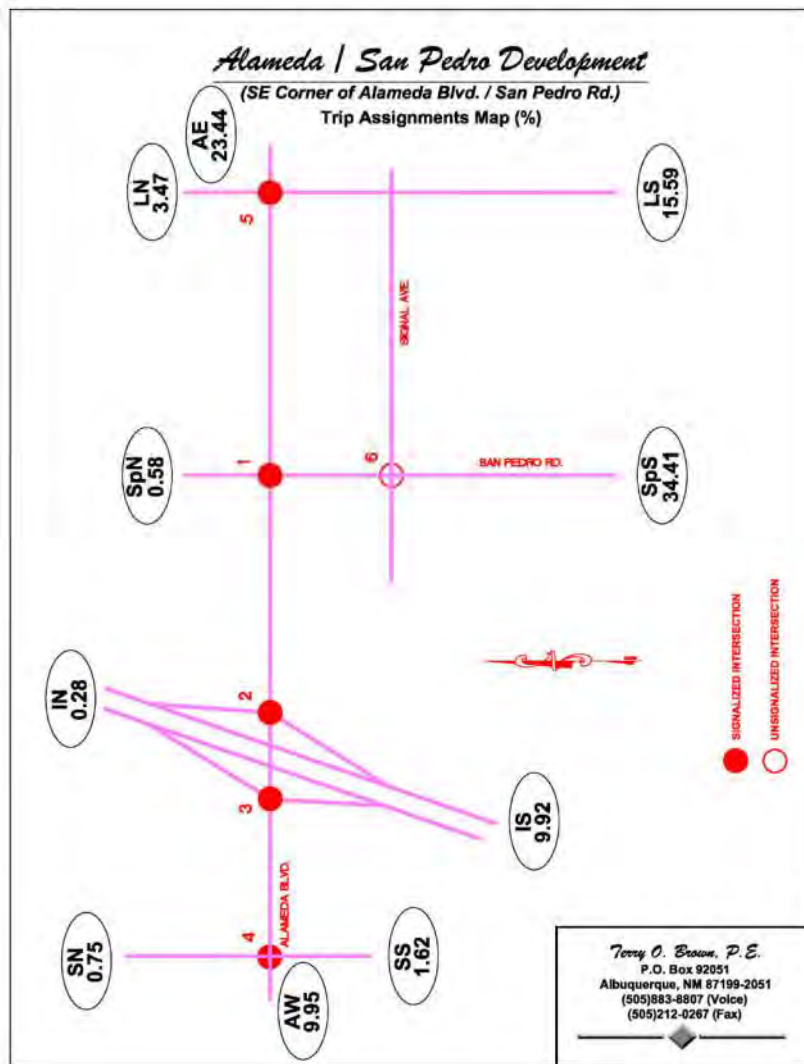 Alameda / San Pedro Development
(SE Corner of Alameda Blvd. / San Pedro Rd.)
Trip Assignments Map (%)
AE
23.44
LN
3.47
5
LS
15.59
SIGNAL AVE.
SpN
0.58
1
6
SAN PEDRO RD.
SpS
34.41
IN
0.28
2
3
IS
9.92
SN
0.75
4
ALAMEDA BLVD.
AW
9.95
SS
1.62
SIGNALIZED INTERSECTION
UNSIGNALIZED INTERSECTION
Terry O. Brown, P.E.
P.O. Box 92051
Albuquerque, NM 87199-2051
(505)883-8807 (Voice)
(505)212-0267 (Fax)